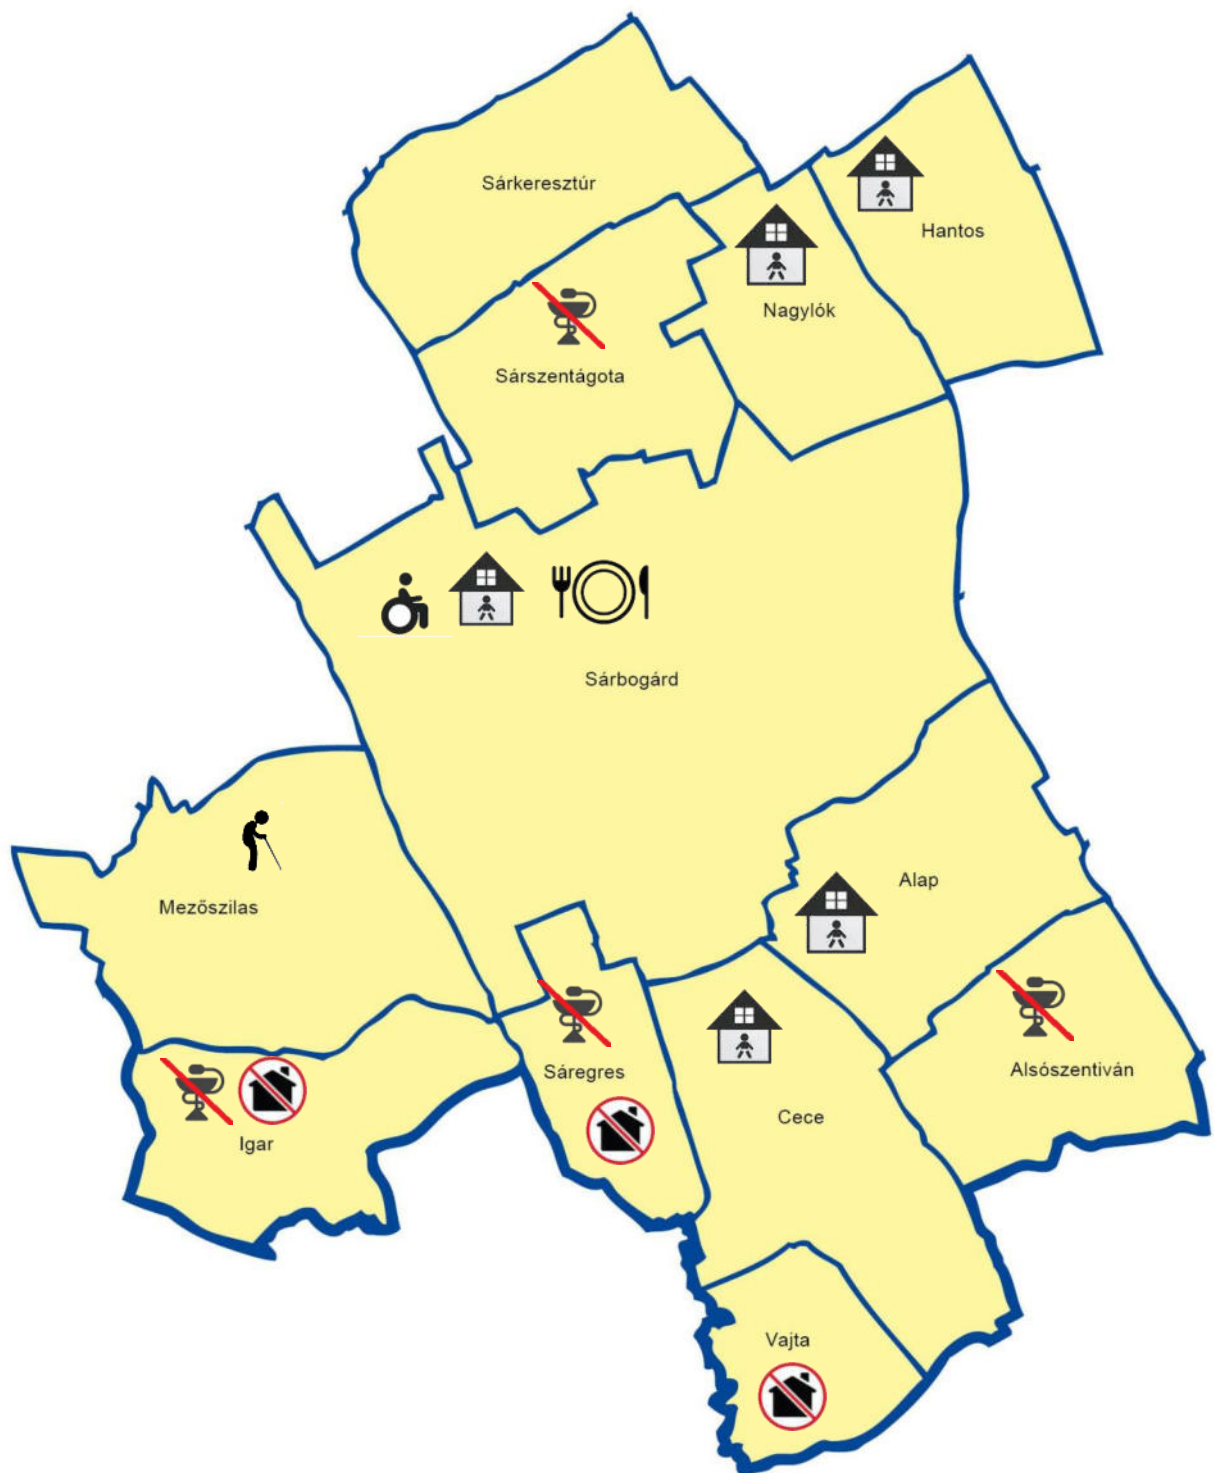 Sárkeresztúr
Hantos
Nagylók
Sárszentágota
Sárbogárd
Alap
Mezőszilas
Alsószentiván
Sáregres
Cece
Igar
Vajta